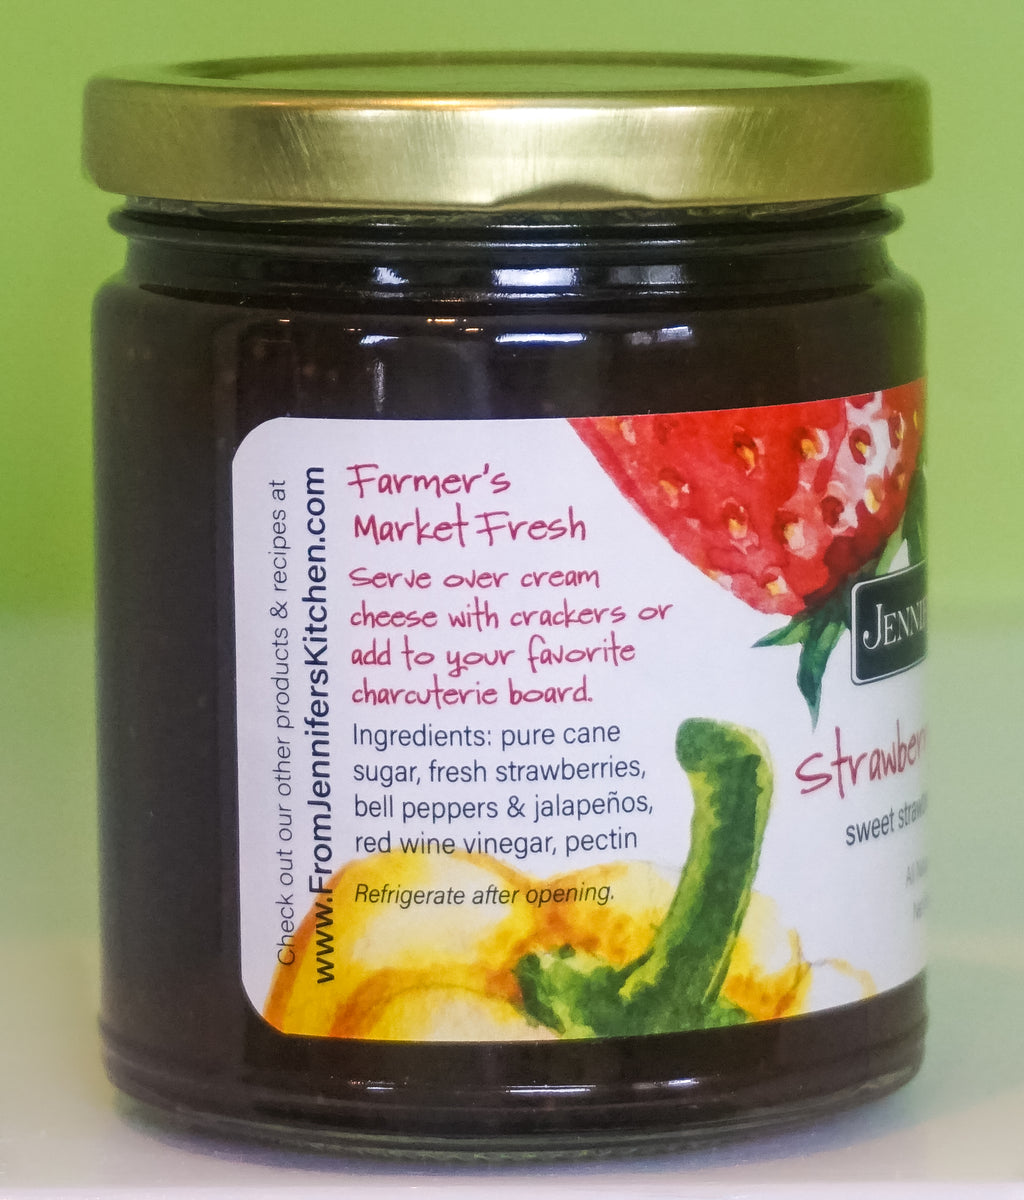 Check out our other products & recipes at
www.FromJennifersKitchen.com
Farmer's
Market Fresh
Serve over cream
cheese with crackers or
add to your favorite
charcuterie board.
Ingredients: pure cane
sugar, fresh strawberries,
bell peppers & jalapeños,
red wine vinegar, pectin
Refrigerate after opening.
sweet